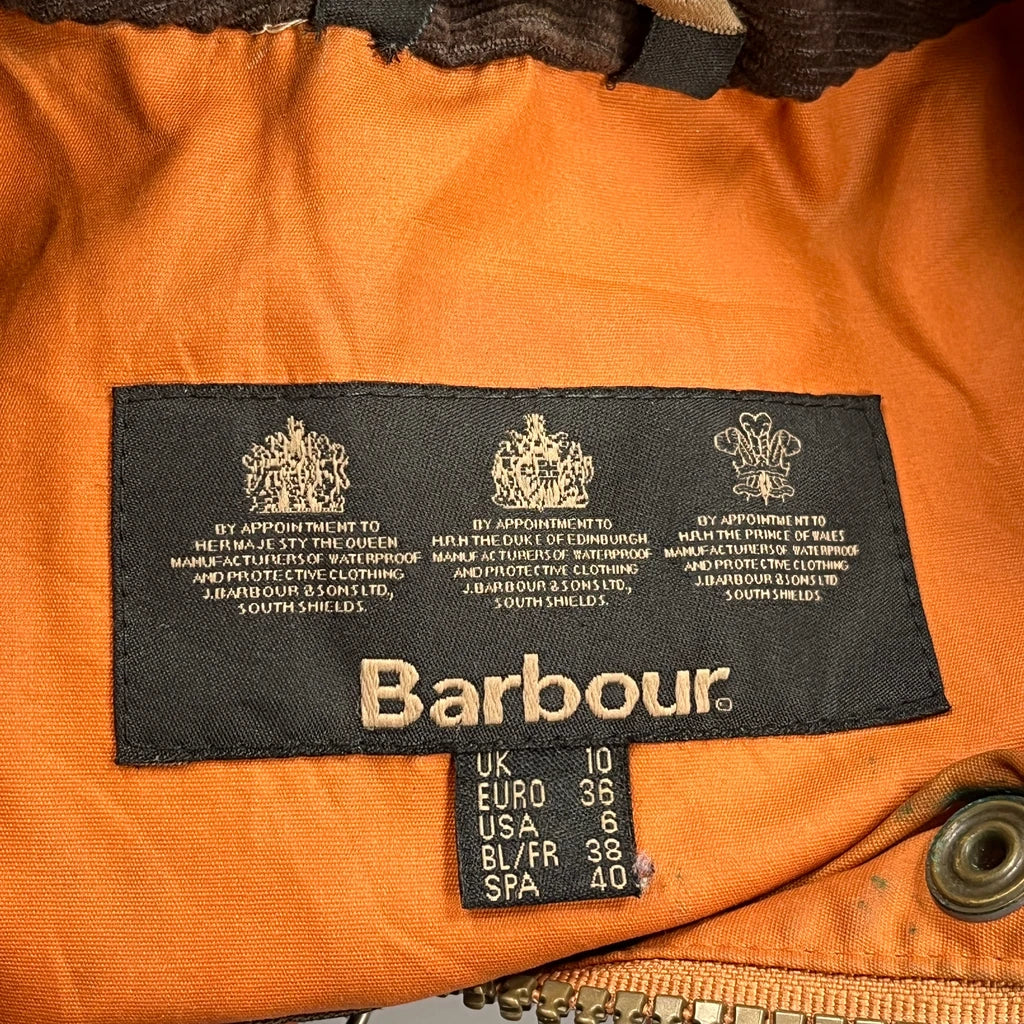 BY APPOINTMENT TO
HER MAJESTY THE QUEEN
MANUFACTURERS OF WATERPROOF
AND PROTECTIVE CLOTHING
J.BARBOUR & SONS LTD.,
SOUTH SHIELDS.
BY APPOINTMENT TO
H.R.H THE DUKE OF EDINBURGH
MANUFACTURERS OF WATERPROOF
AND PROTECTIVE CLOTHING
J.BARBOUR & SONS LTD.,
SOUTH SHIELDS.
BY APPOINTMENT TO
H.R.H THE PRINCE OF WALES
MANUFACTURERS OF WATERPROOF
AND PROTECTIVE CLOTHING
J.BARBOUR & SONS LTD
SOUTH SHIELDS.
Barbour
UK 10
EURO 36
USA 6
BL/FR 38
SPA 40